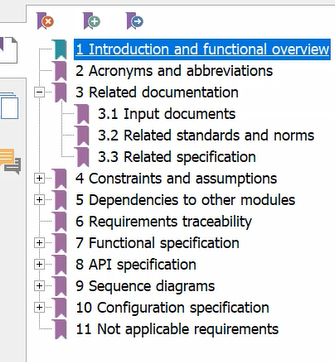 1 Introduction and functional overview
2 Acronyms and abbreviations
3 Related documentation
3.1 Input documents
3.2 Related standards and norms
3.3 Related specification
4 Constraints and assumptions
5 Dependencies to other modules
6 Requirements traceability
7 Functional specification
8 API specification
9 Sequence diagrams
10 Configuration specification
11 Not applicable requirements